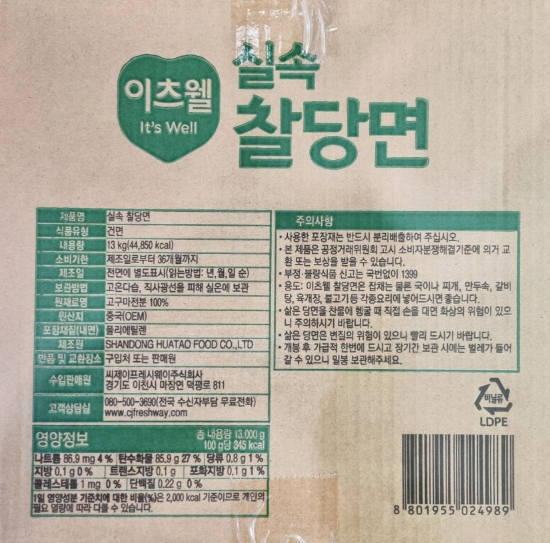 이츠웰
It's Well
실속
찰당면
제품명 실속 찰당면
식품유형 건면
내용량 13 kg(44,850 kcal)
소비기한 제조일로부터 36개월까지
제조일 전면에 별도표시(읽는방법: 년,월,일 순)
보관방법 고온다습, 직사광선을 피해 실온에 보관
원재료명 고구마전분 100%
원산지 중국(OEM)
포장재질(내면) 폴리에틸렌
제조원 SHANDONG HUATAO FOOD CO.,LTD
반품 및 교환장소 구입처 또는 판매원
수입판매원 씨제이프레시웨이주식회사
경기도 이천시 마장면 덕평로 811
고객상담실 080-500-3690(전국 수신자부담 무료전화)
www.cjfreshway.com
영양정보 총 내용량 13,000 g
100 g당 345 kcal
나트륨 86.9 mg 4 % 탄수화물 85.9 g 27 % 당류 0.8 g 1 %
지방 0.1 g 0 % 트랜스지방 0.1 g 포화지방 0.1 g 1 %
콜레스테롤 1 mg 0 % 단백질 0.22 g 0 %
1일 영양성분 기준치에 대한 비율(%)은 2,000 kcal 기준이므로 개인의
필요 열량에 따라 다를 수 있습니다.
주의사항
• 사용한 포장재는 반드시 분리배출하여 주십시오.
• 본 제품은 공정거래위원회 고시 소비자분쟁해결기준에 의거 교
환 또는 보상을 받을 수 있습니다.
• 부정·불량식품 신고는 국번없이 1399
• 용도: 이츠웰 찰당면은 잡채는 물론 국이나 찌개, 만두속, 갈비
탕, 육개장, 불고기등 각종요리에 넣어드시면 좋습니다.
• 삶은 당면을 찬물에 헹굴 때 직접 손을 대면 화상의 위험이 있으
니 주의하시기 바랍니다.
• 삶은 당면은 변질의 위험이 있으니 빨리 드시기 바랍니다.
• 개봉 후 가급적 한번에 드시고 장기간 보관 시에는 벌레가 들어
갈 수 있으니 밀봉 보관해주세요.
비닐류
LDPE
8 801955 024989